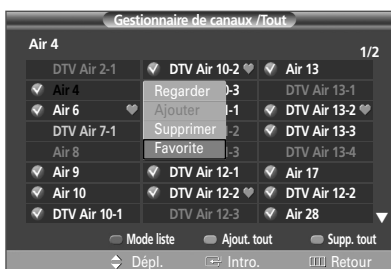 Gestionnaire de canaux /Tout
Air 4
1/2
DTV Air 2-1 DTV Air 10-2 Air 13
Air 4 Regarder -3 DTV Air 13-1
Air 6 Ajouter -1 DTV Air 13-2
DTV Air 7-1 Supprimer -2 DTV Air 13-3
Air 8 Favorite -3 DTV Air 13-4
Air 9 DTV Air 12-1 Air 17
Air 10 DTV Air 12-2 DTV Air 12-2
DTV Air 10-1 DTV Air 12-3 Air 28
Mode liste Ajout. tout Supp. tout
Dépl. Intro. Retour